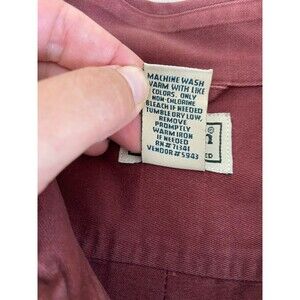 MACHINE WASH
WARM WITH LIKE
COLORS. ONLY
NON-CHLORINE
BLEACH IF NEEDED
TUMBLE DRY LOW,
REMOVE
PROMPTLY
WARM IRON
IF NEEDED
RN# 71341
VENDOR#5943